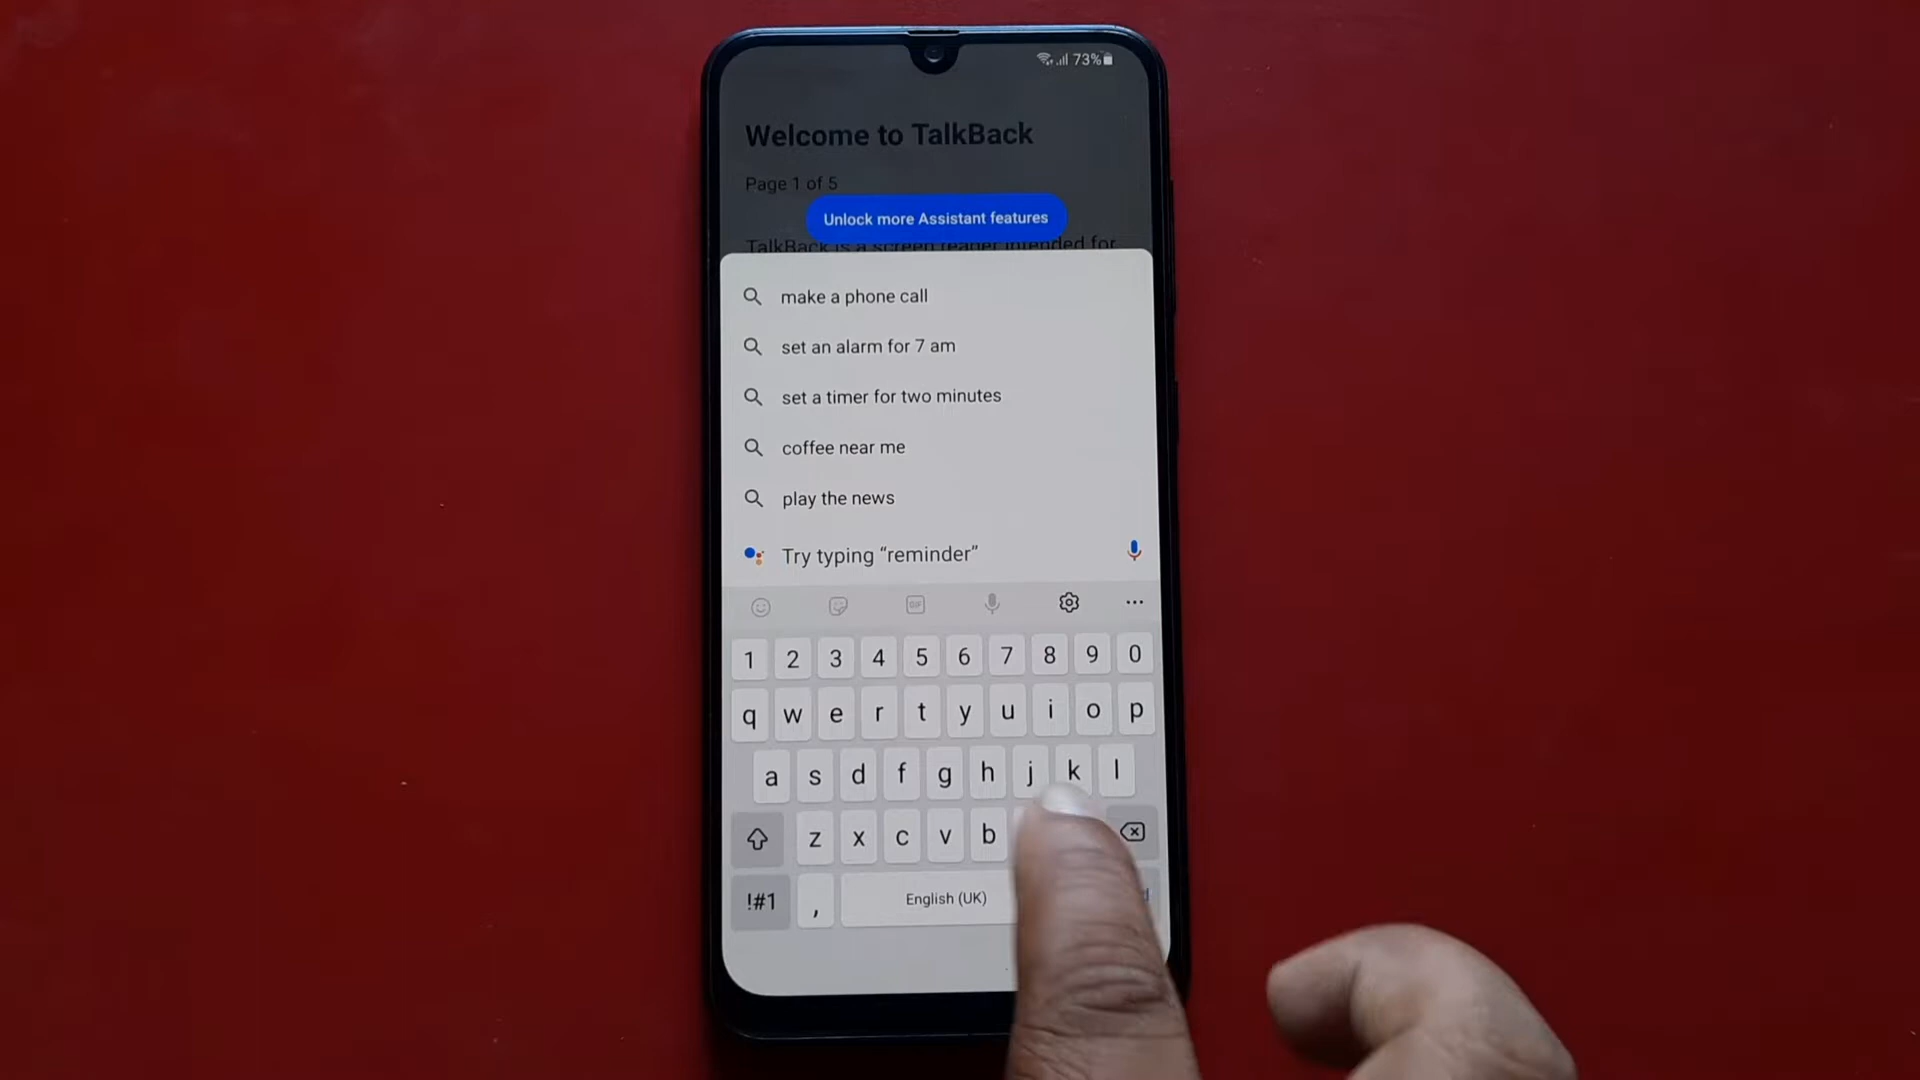 73%
Welcome to TalkBack
Page 1 of 5
Unlock more Assistant features
TalkBack is a screen reader intended for
make a phone call
set an alarm for 7 am
set a timer for two minutes
coffee near me
play the news
Try typing “reminder”
GIF
1 2 3 4 5 6 7 8 9 0
q w e r t y u i o p
a s d f g h j k l
z x c v b
!#1 , English (UK)